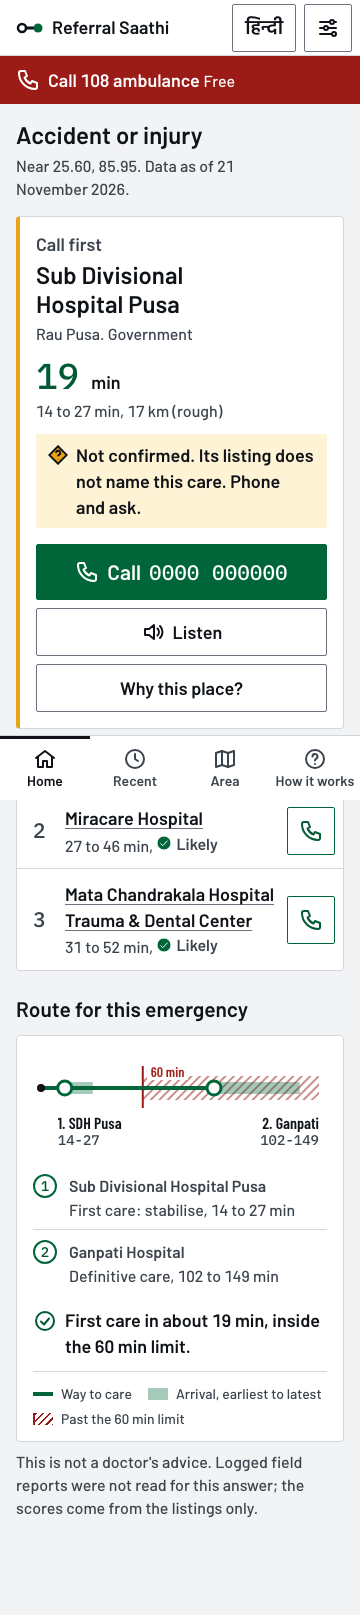 Referral Saathi
हिन्दी
Call 108 ambulance Free
Accident or injury
Near 25.60, 85.95. Data as of 21
November 2026.
Call first
Sub Divisional
Hospital Pusa
Rau Pusa. Government
19 min
14 to 27 min, 17 km (rough)
Not confirmed. Its listing does
not name this care. Phone
and ask.
Call 0000 000000
Listen
Why this place?
Home
Recent
Area
How it works
2
Miracare Hospital
27 to 46 min, Likely
3
Mata Chandrakala Hospital
Trauma & Dental Center
31 to 52 min, Likely
Route for this emergency
60 min
1. SDH Pusa
14-27
2. Ganpati
102-149
1
Sub Divisional Hospital Pusa
First care: stabilise, 14 to 27 min
2
Ganpati Hospital
Definitive care, 102 to 149 min
First care in about 19 min, inside
the 60 min limit.
Way to care
Arrival, earliest to latest
Past the 60 min limit
This is not a doctor's advice. Logged field
reports were not read for this answer; the
scores come from the listings only.